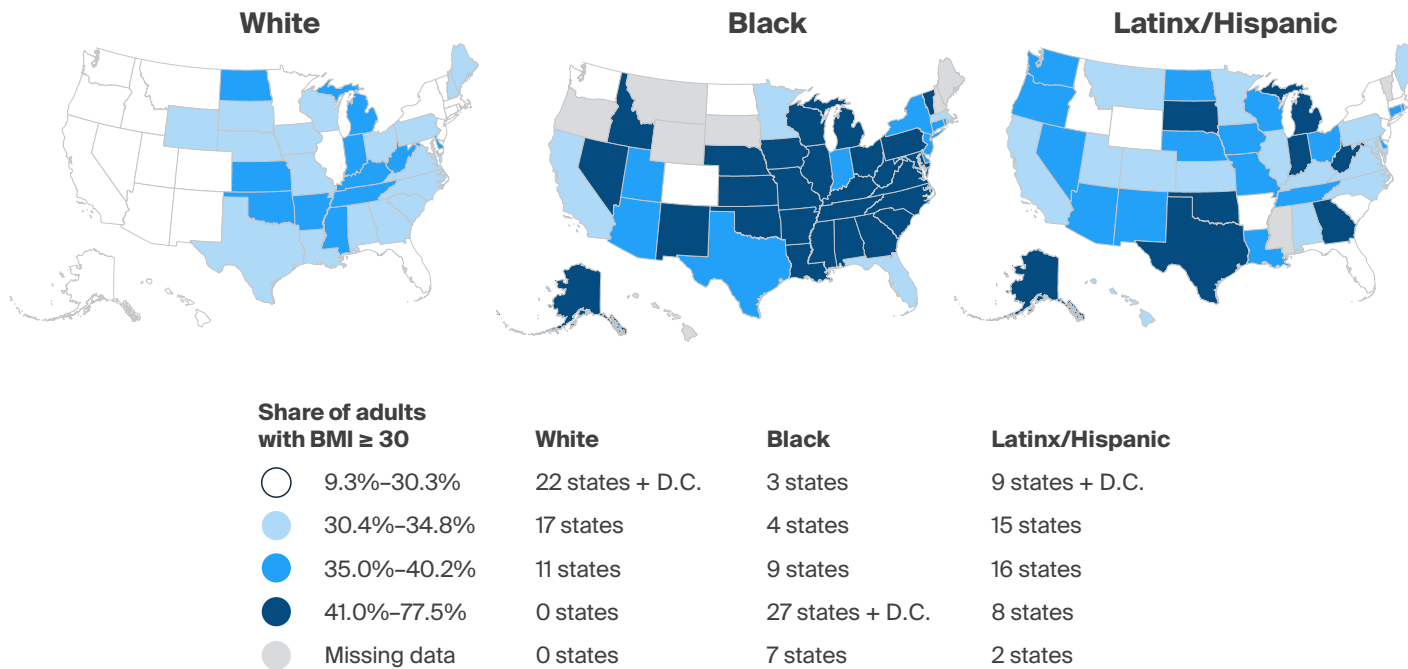 White Black Latinx/Hispanic
Share of adults
with BMI ≥ 30 White Black Latinx/Hispanic
9.3%–30.3% 22 states + D.C. 3 states 9 states + D.C.
30.4%–34.8% 17 states 4 states 15 states
35.0%–40.2% 11 states 9 states 16 states
41.0%–77.5% 0 states 27 states + D.C. 8 states
Missing data 0 states 7 states 2 states